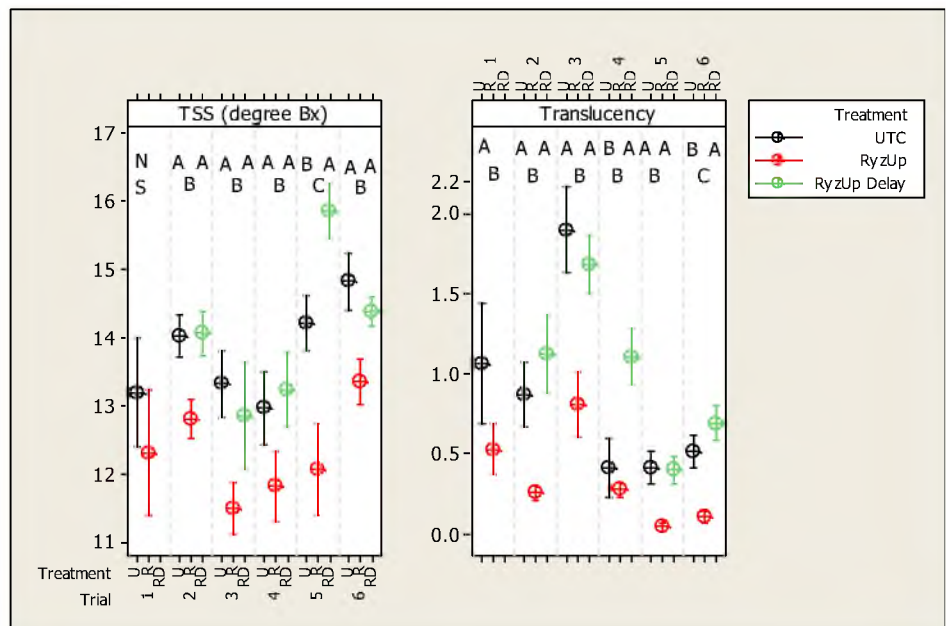 U R RD U R RD U R RD U R RD U R RD U R RD
1 2 3 4 5 6
TSS (degree Bx)
Translucency
Treatment
UTC
RyzUp
RyzUp Delay
17
16
15
14
13
12
11
N A A A A A A B A A A
S B B B C B
A A A A A B A A A B A
B B B B B C
2.2
2.0
1.5
1.0
0.5
0.0
Treatment U R RD U R RD U R RD U R RD U R RD U R RD
Trial 1 2 3 4 5 6